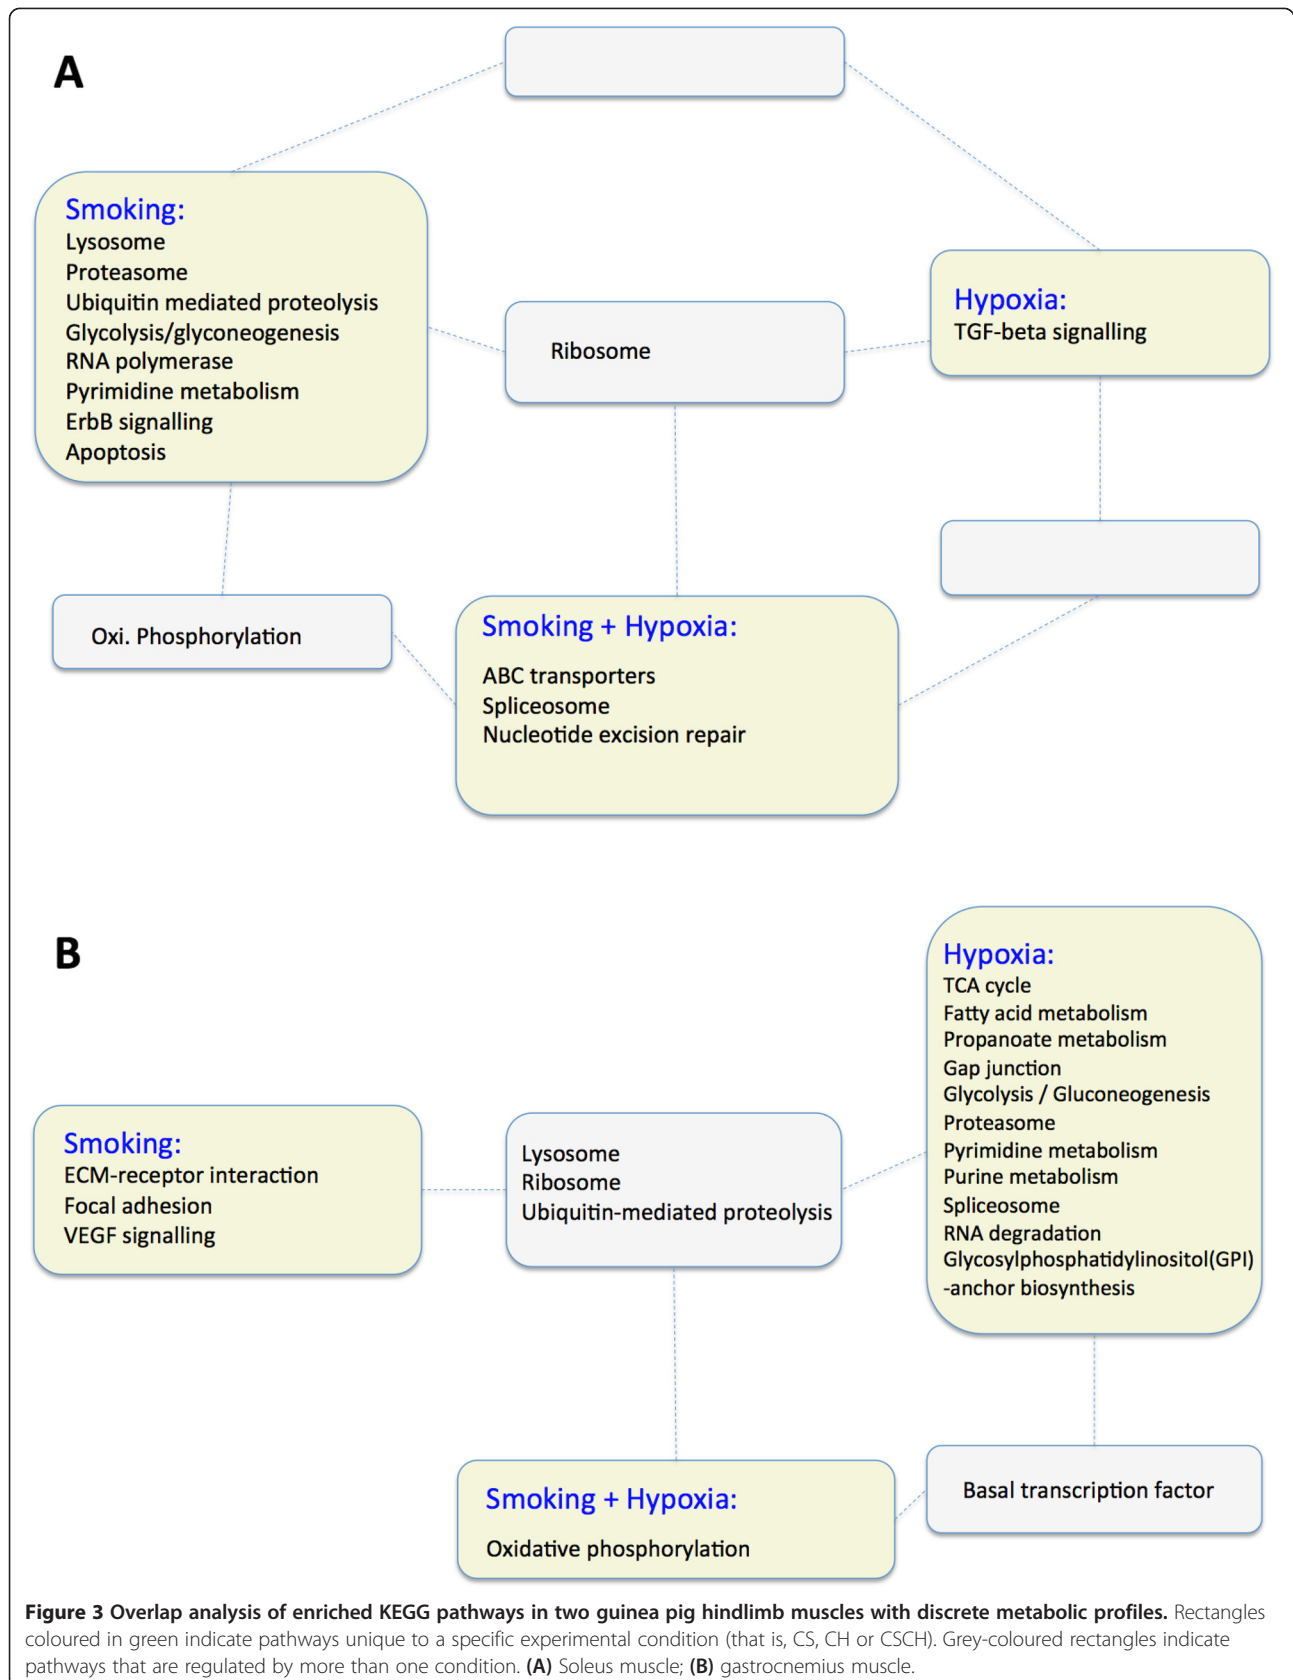 A
Smoking:
Lysosome
Proteasome
Ubiquitin mediated proteolysis
Glycolysis/glyconeogenesis
RNA polymerase
Pyrimidine metabolism
ErbB signalling
Apoptosis
Ribosome
Hypoxia:
TGF-beta signalling
Oxi. Phosphorylation
Smoking + Hypoxia:
ABC transporters
Spliceosome
Nucleotide excision repair
B
Smoking:
ECM-receptor interaction
Focal adhesion
VEGF signalling
Lysosome
Ribosome
Ubiquitin-mediated proteolysis
Hypoxia:
TCA cycle
Fatty acid metabolism
Propanoate metabolism
Gap junction
Glycolysis / Gluconeogenesis
Proteasome
Pyrimidine metabolism
Purine metabolism
Spliceosome
RNA degradation
Glycosylphosphatidylinositol(GPI)
-anchor biosynthesis
Smoking + Hypoxia:
Oxidative phosphorylation
Basal transcription factor
Figure 3 Overlap analysis of enriched KEGG pathways in two guinea pig hindlimb muscles with discrete metabolic profiles. Rectangles
coloured in green indicate pathways unique to a specific experimental condition (that is, CS, CH or CSCH). Grey-coloured rectangles indicate
pathways that are regulated by more than one condition. (A) Soleus muscle; (B) gastrocnemius muscle.